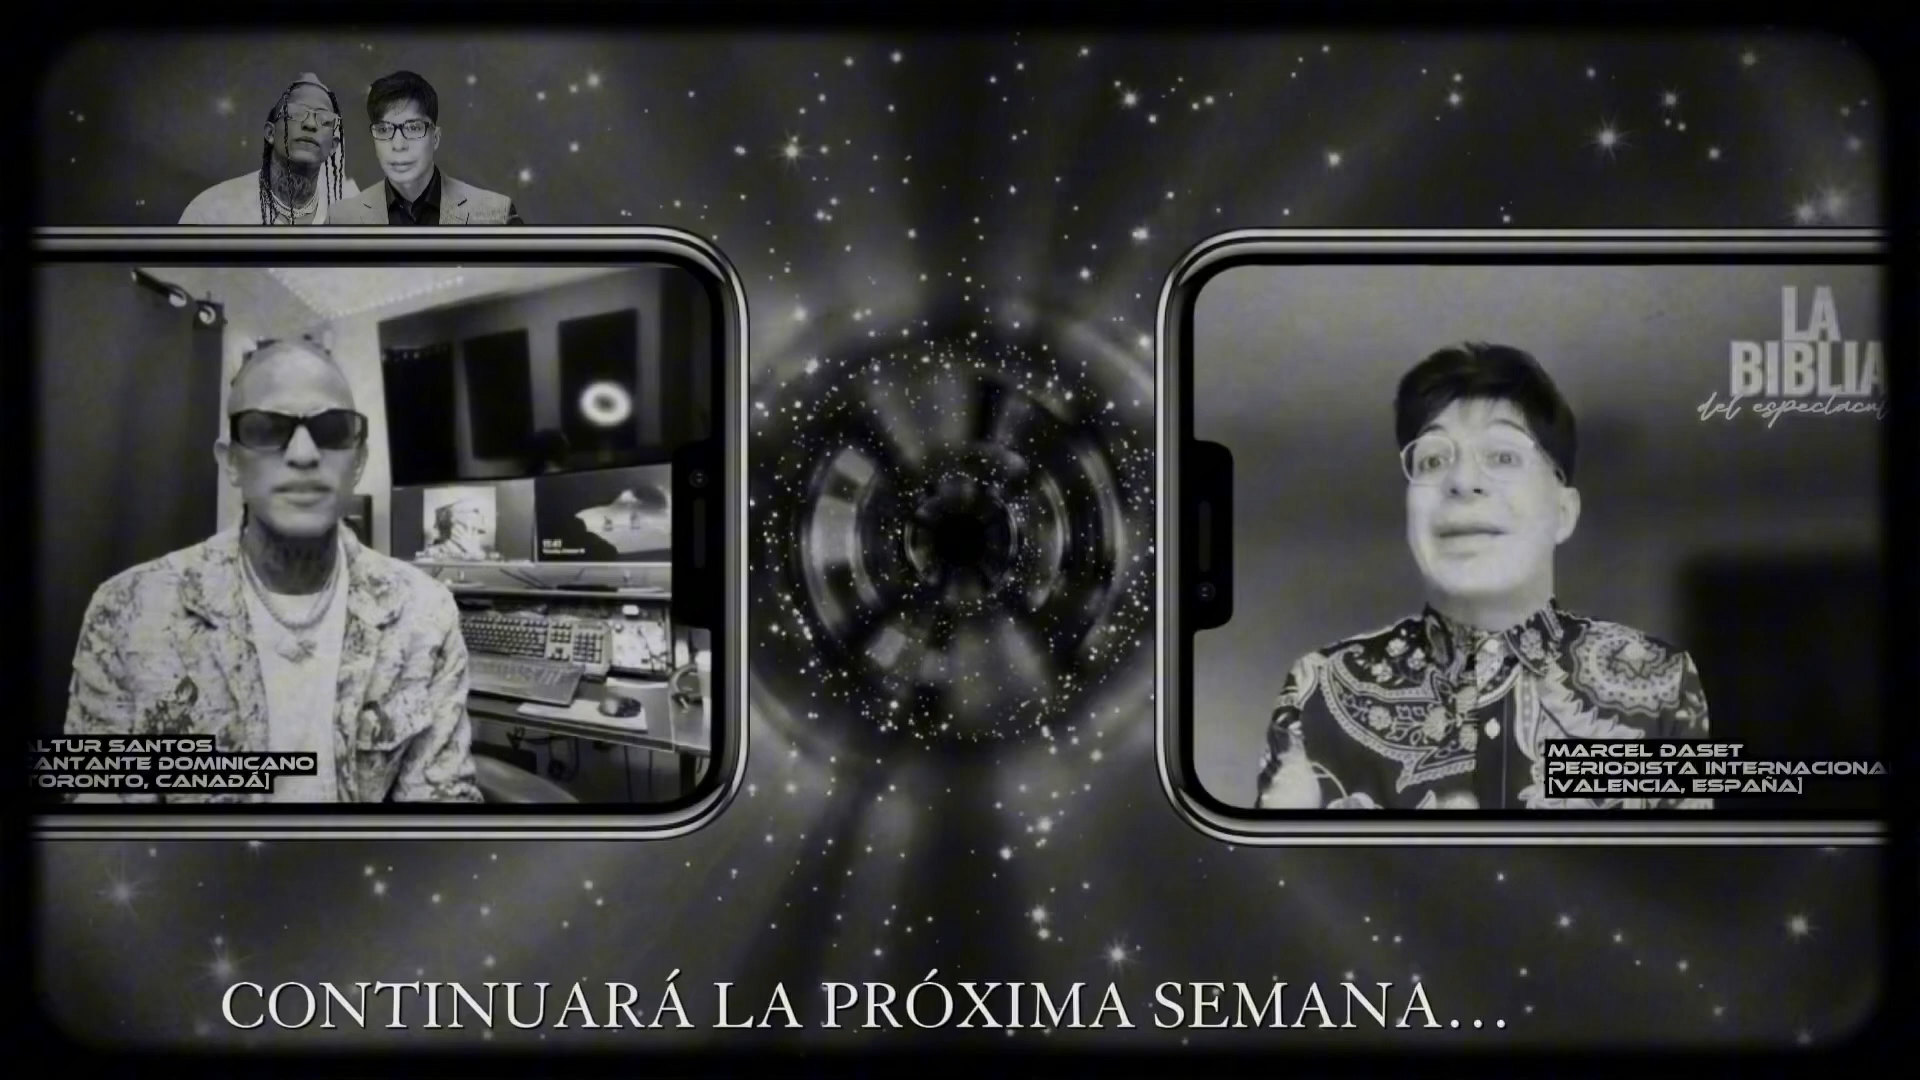 LA
BIBLIA
del espectacul
ALTUR SANTOS
CANTANTE DOMINICANO
TORONTO, CANADÁ]
MARCEL DASET
PERIODISTA INTERNACIONA
[VALENCIA, ESPAÑA]
CONTINUARÁ LA PRÓXIMA SEMANA...